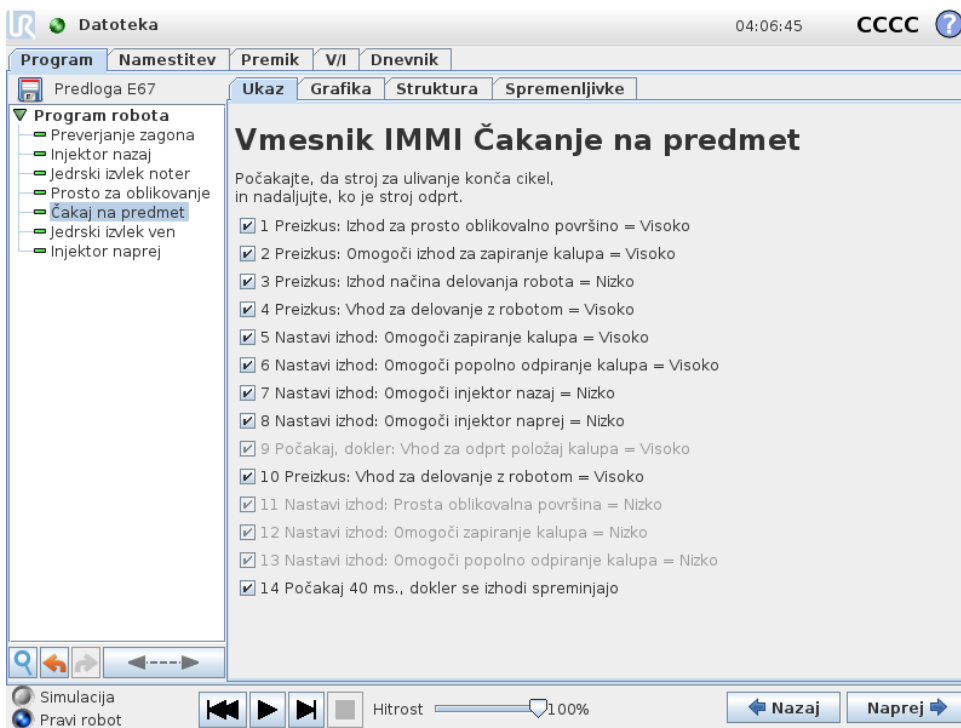 UR Datoteka 04:06:45 CCCC ?
Program Namestitev Premik V/I Dnevnik
Predloga E67
Ukaz Grafika Struktura Spremenljivke
Program robota
Preverjanje zagona
Injektor nazaj
Jedrski izvlek noter
Prosto za oblikovanje
Čakaj na predmet
Jedrski izvlek ven
Injektor naprej
Vmesnik IMMI Čakanje na predmet
Počakajte, da stroj za ulivanje konča cikel,
in nadaljujte, ko je stroj odprt.
1 Preizkus: Izhod za prosto oblikovalno površino = Visoko
2 Preizkus: Omogoči izhod za zapiranje kalupa = Visoko
3 Preizkus: Izhod načina delovanja robota = Nizko
4 Preizkus: Vhod za delovanje z robotom = Visoko
5 Nastavi izhod: Omogoči zapiranje kalupa = Visoko
6 Nastavi izhod: Omogoči popolno odpiranje kalupa = Visoko
7 Nastavi izhod: Omogoči injektor nazaj = Nizko
8 Nastavi izhod: Omogoči injektor naprej = Nizko
9 Počakaj, dokler: Vhod za odprt položaj kalupa = Visoko
10 Preizkus: Vhod za delovanje z robotom = Visoko
11 Nastavi izhod: Prosta oblikovalna površina = Nizko
12 Nastavi izhod: Omogoči zapiranje kalupa = Nizko
13 Nastavi izhod: Omogoči popolno odpiranje kalupa = Nizko
14 Počakaj 40 ms., dokler se izhodi spreminjajo
Simulacija
Pravi robot
Hitrost 100%
Nazaj Naprej